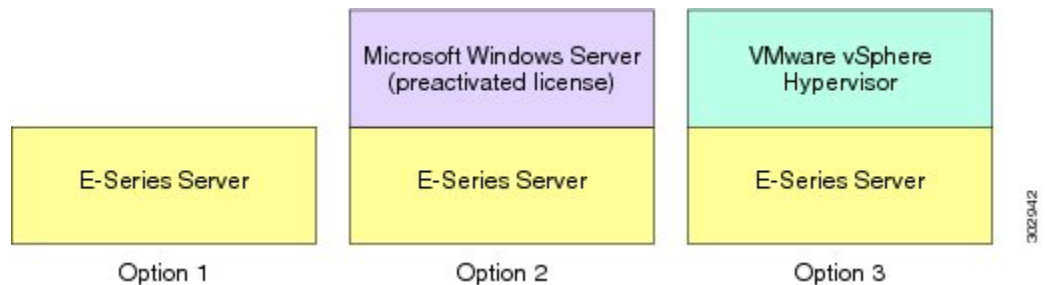 Microsoft Windows Server
(preactivated license)
VMware vSphere
Hypervisor
E-Series Server
E-Series Server
E-Series Server
Option 1
Option 2
Option 3
302942